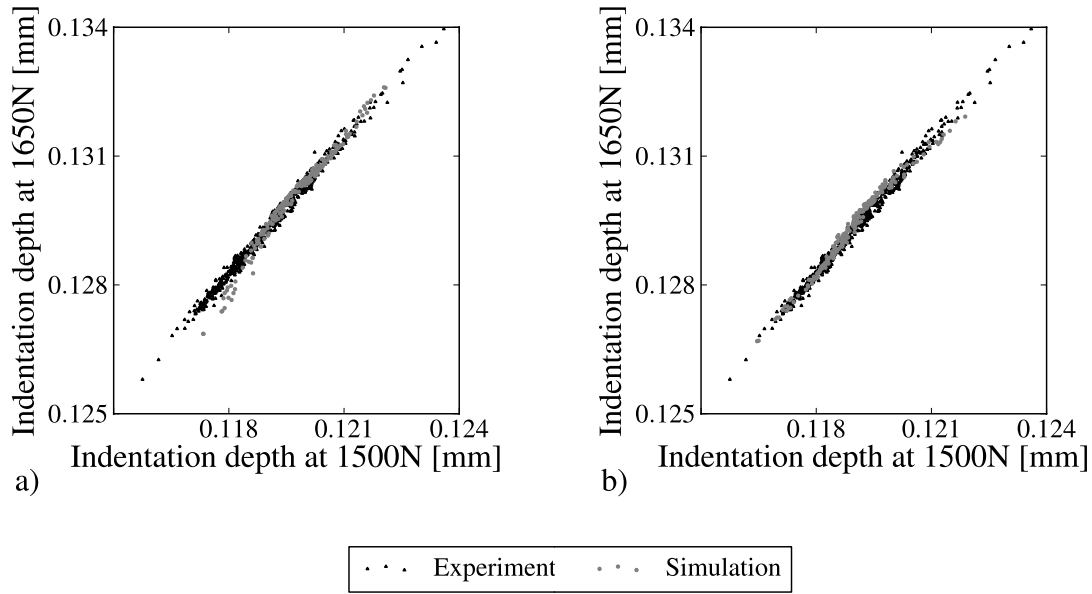 0.134
0.131
0.128
0.125
0.118
0.121
0.124
Indentation depth at 1650N [mm]
Indentation depth at 1500N [mm]
a)
0.134
0.131
0.128
0.125
0.118
0.121
0.124
Indentation depth at 1650N [mm]
Indentation depth at 1500N [mm]
b)
Experiment
Simulation